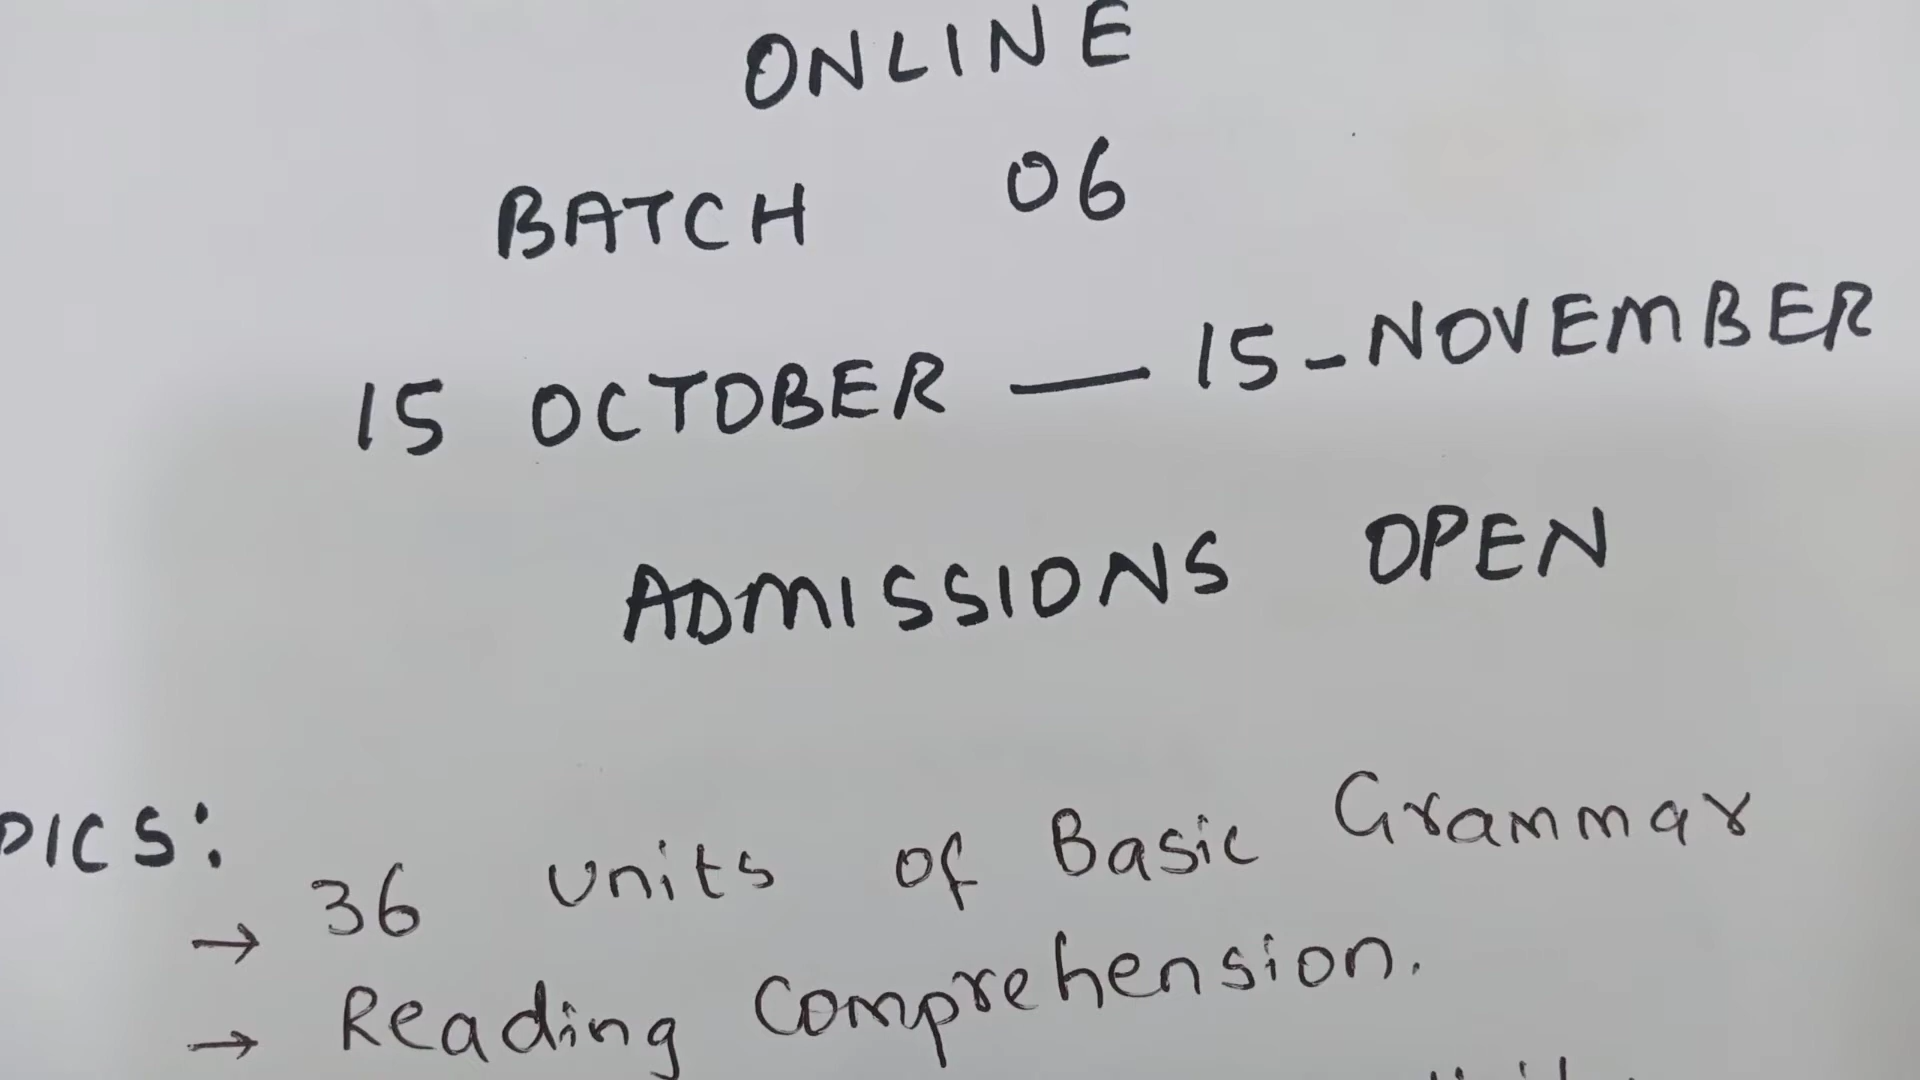 ONLINE
BATCH 06
15 OCTOBER — 15-NOVEMBER
ADMISSIONS OPEN
PICS:
→ 36 units of Basic Grammar
→ Reading Comprehension.